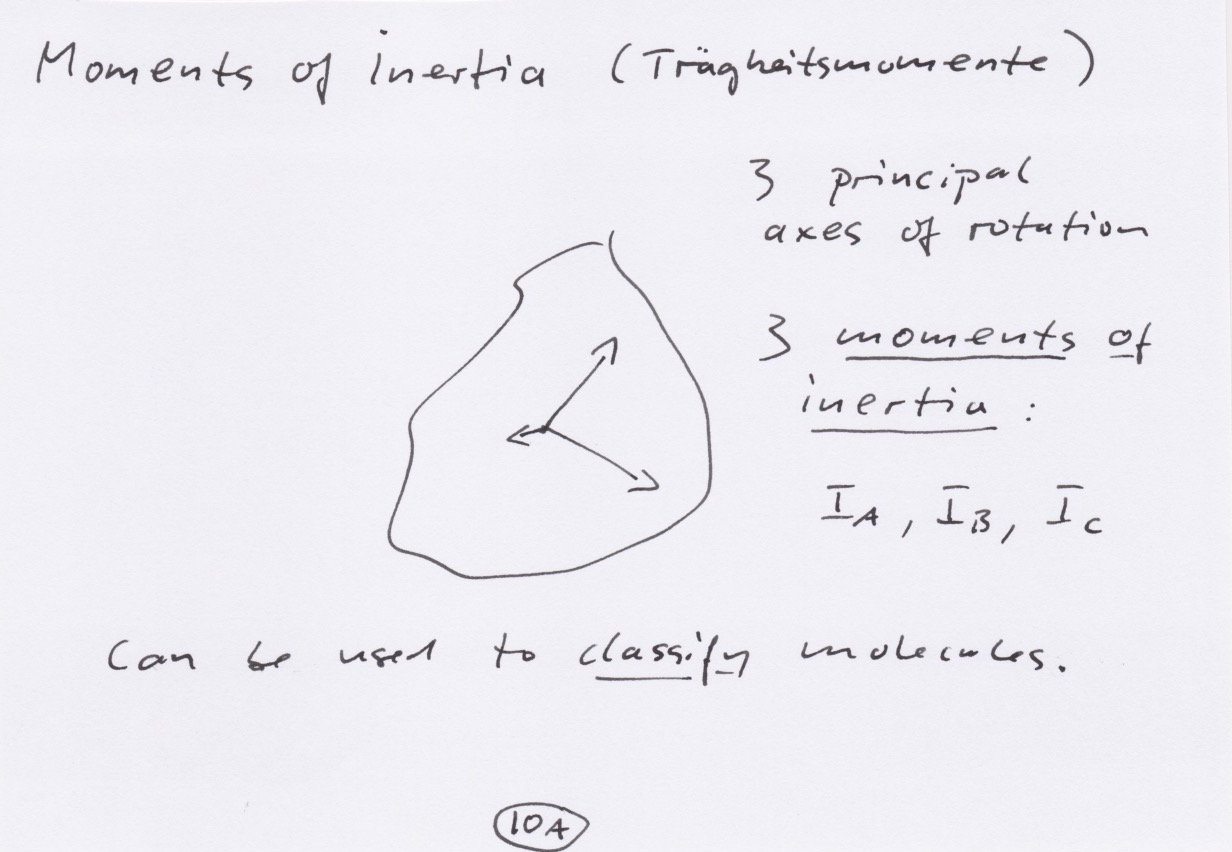 Moments of inertia (Trägheitsmomente)
3 principal
axes of rotation
3 moments of
inertia :
I_A, I_B, I_C
Can be used to classify molecules.
10A